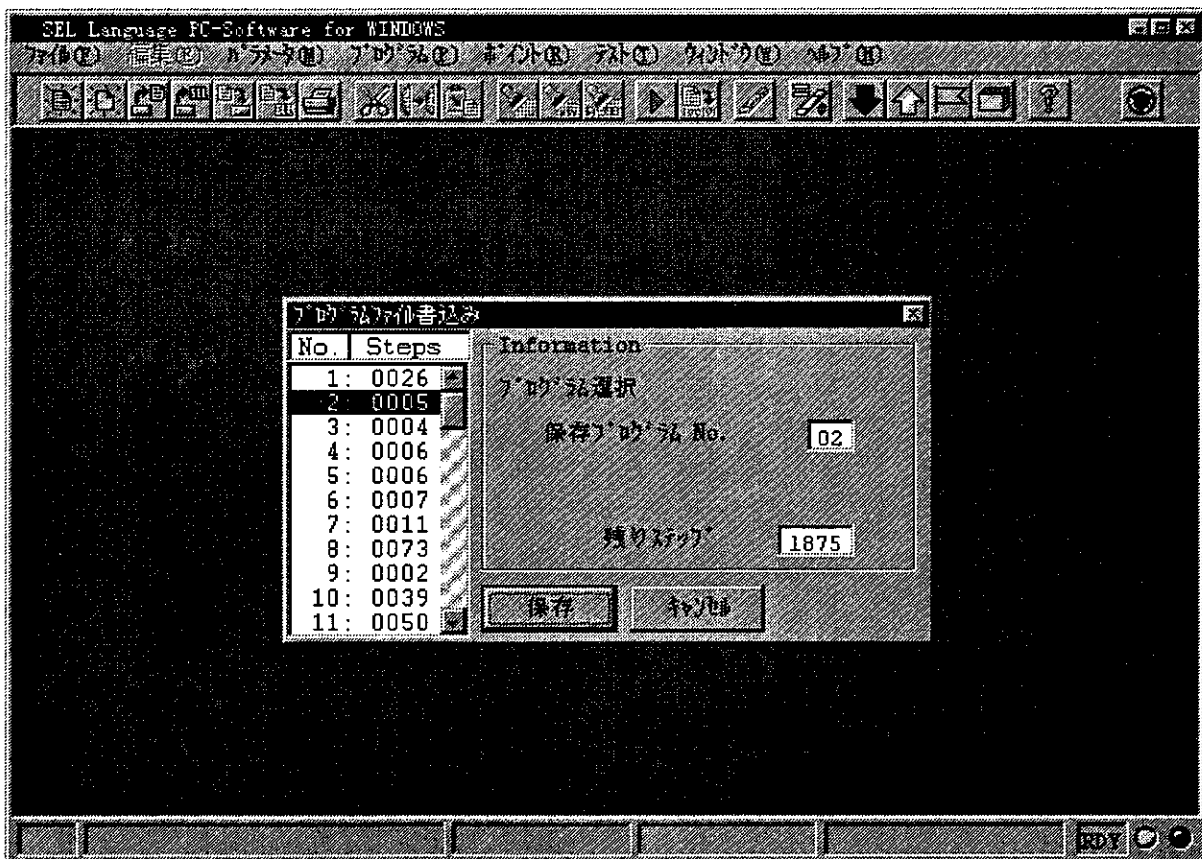 SEL Language PC-Software for WINDOWS
ﾌｧｲﾙ(F) 編集(E) ﾊﾟﾗﾒｰﾀ(M) ﾌﾟﾛｸﾞﾗﾑ(P) ﾎﾟｲﾝﾄ(R) ﾃｽﾄ(T) ｳｨﾝﾄﾞｳ(W) ﾍﾙﾌﾟ(H)
ﾌﾟﾛｸﾞﾗﾑﾌｧｲﾙ書込み
No. Steps
1: 0026
2: 0005
3: 0004
4: 0006
5: 0006
6: 0007
7: 0011
8: 0073
9: 0002
10: 0039
11: 0050
Information
ﾌﾟﾛｸﾞﾗﾑ選択
保存ﾌﾟﾛｸﾞﾗﾑ No. 02
残りｽﾃｯﾌﾟ 1875
保存 ｷｬﾝｾﾙ
RDY